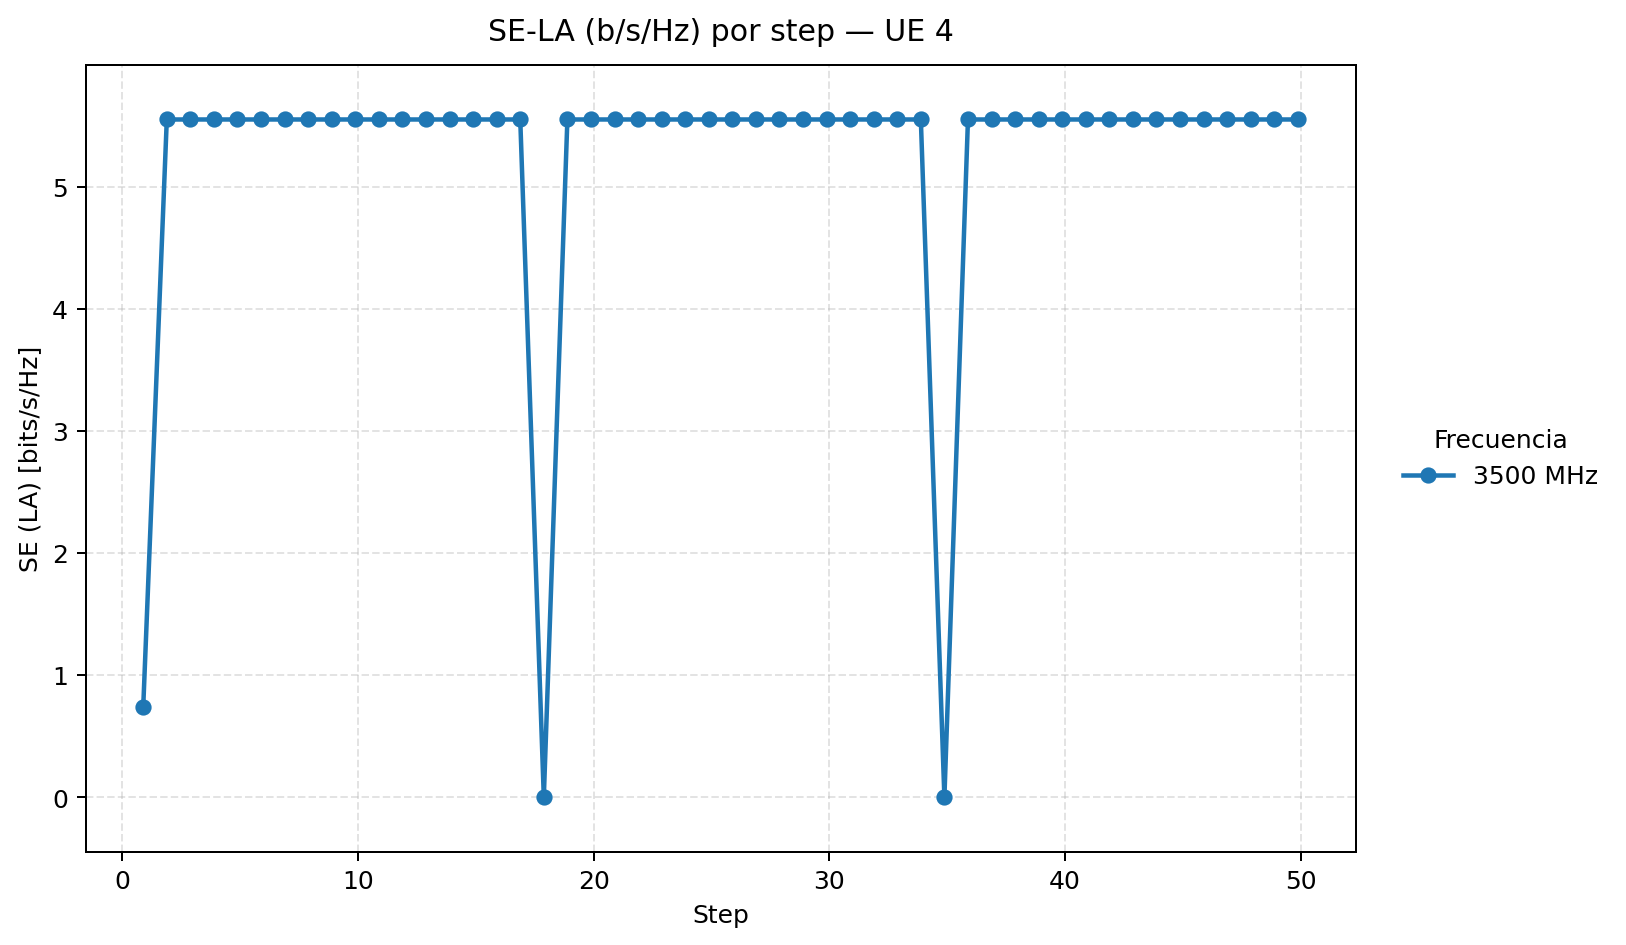 SE-LA (b/s/Hz) por step — UE 4
SE (LA) [bits/s/Hz]
5
4
3
2
1
0
0 10 20 30 40 50
Step
Frecuencia
3500 MHz